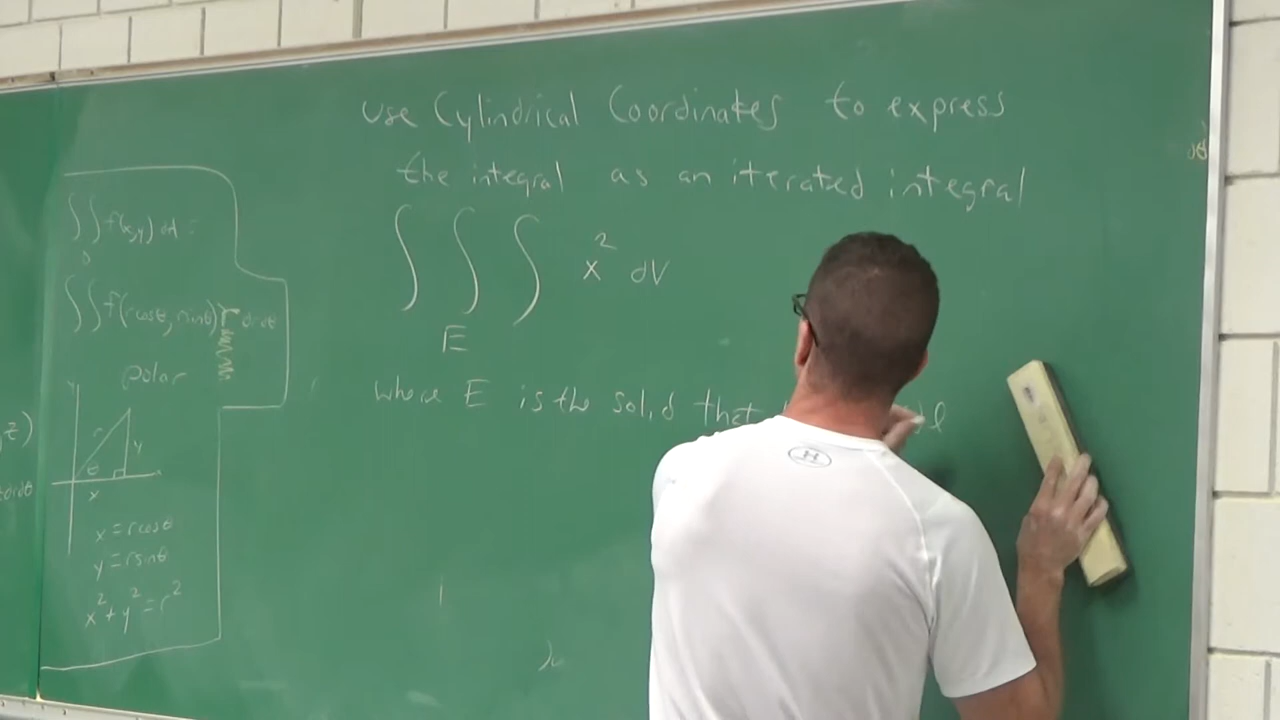 use Cylindrical Coordinates to express
the integral as an iterated integral
∫∫∫ x² dV
E
where E is the solid that
∫∫ f(x,y) dA =
D
∫∫ f(rcosθ, rsinθ) r drdθ
polar
r y
θ
x
x = rcosθ
y = rsinθ
x² + y² = r²
, z)